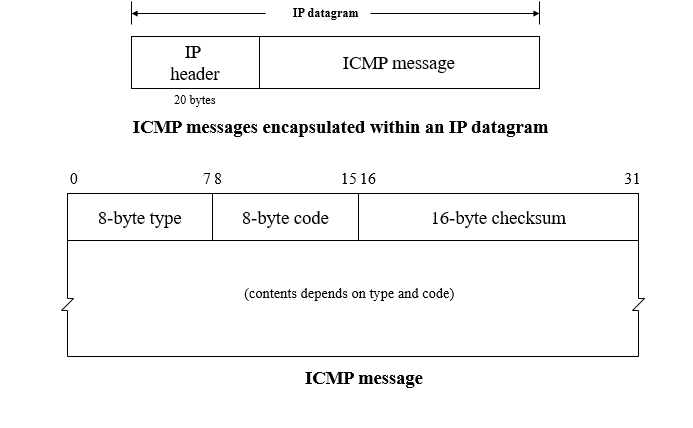 IP datagram
IP
header
ICMP message
20 bytes
ICMP messages encapsulated within an IP datagram
0 7 8 15 16 31
8-byte type 8-byte code 16-byte checksum
(contents depends on type and code)
ICMP message